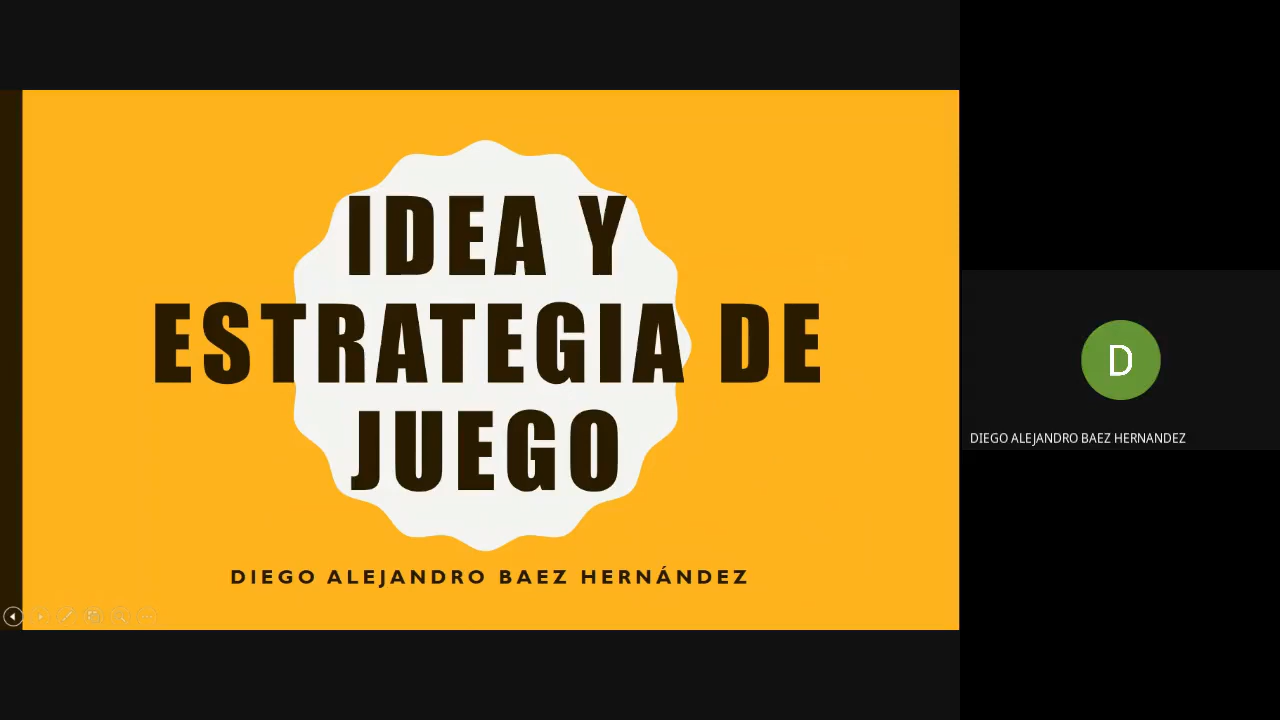 IDEA Y
ESTRATEGIA DE
JUEGO
DIEGO ALEJANDRO BAEZ HERNÁNDEZ
D
DIEGO ALEJANDRO BAEZ HERNANDEZ